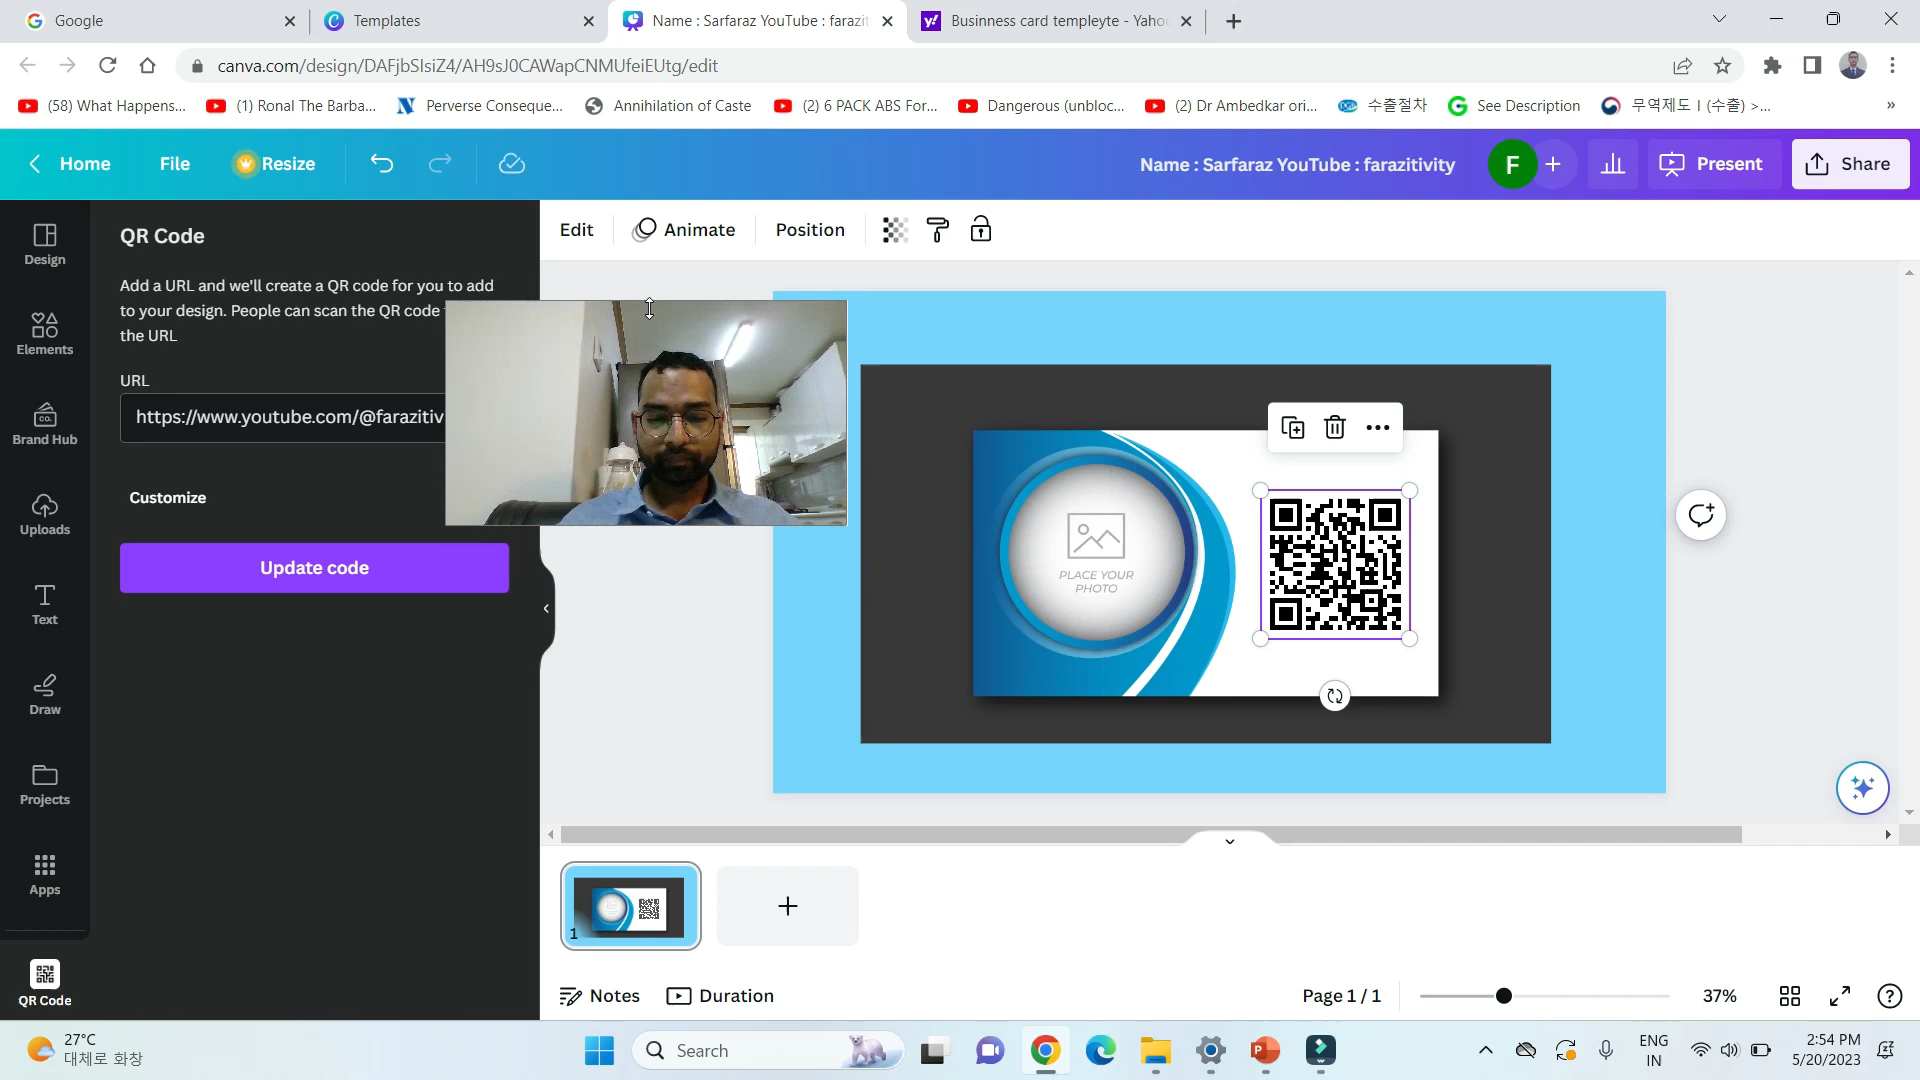 Google
Templates
Name : Sarfaraz YouTube : farazit
Businness card templeyte - Yaho
canva.com/design/DAFjbSIsiZ4/AH9sJ0CAWapCNMUfeiEUtg/edit
(58) What Happens...
(1) Ronal The Barba...
Perverse Conseque...
Annihilation of Caste
(2) 6 PACK ABS For...
Dangerous (unbloc...
(2) Dr Ambedkar ori...
수출절차
See Description
무역제도 I (수출) >...
»
Home
File
Resize
Name : Sarfaraz YouTube : farazitivity
F
Present
Share
Design
Elements
Brand Hub
Uploads
Text
Draw
Projects
Apps
QR Code
QR Code
Add a URL and we'll create a QR code for you to add
to your design. People can scan the QR code
the URL
URL
https://www.youtube.com/@farazitiv
Customize
Update code
Edit
Animate
Position
PLACE YOUR
PHOTO
1
Notes
Duration
Page 1 / 1
37%
27°C
대체로 화창
Search
ENG
IN
2:54 PM
5/20/2023